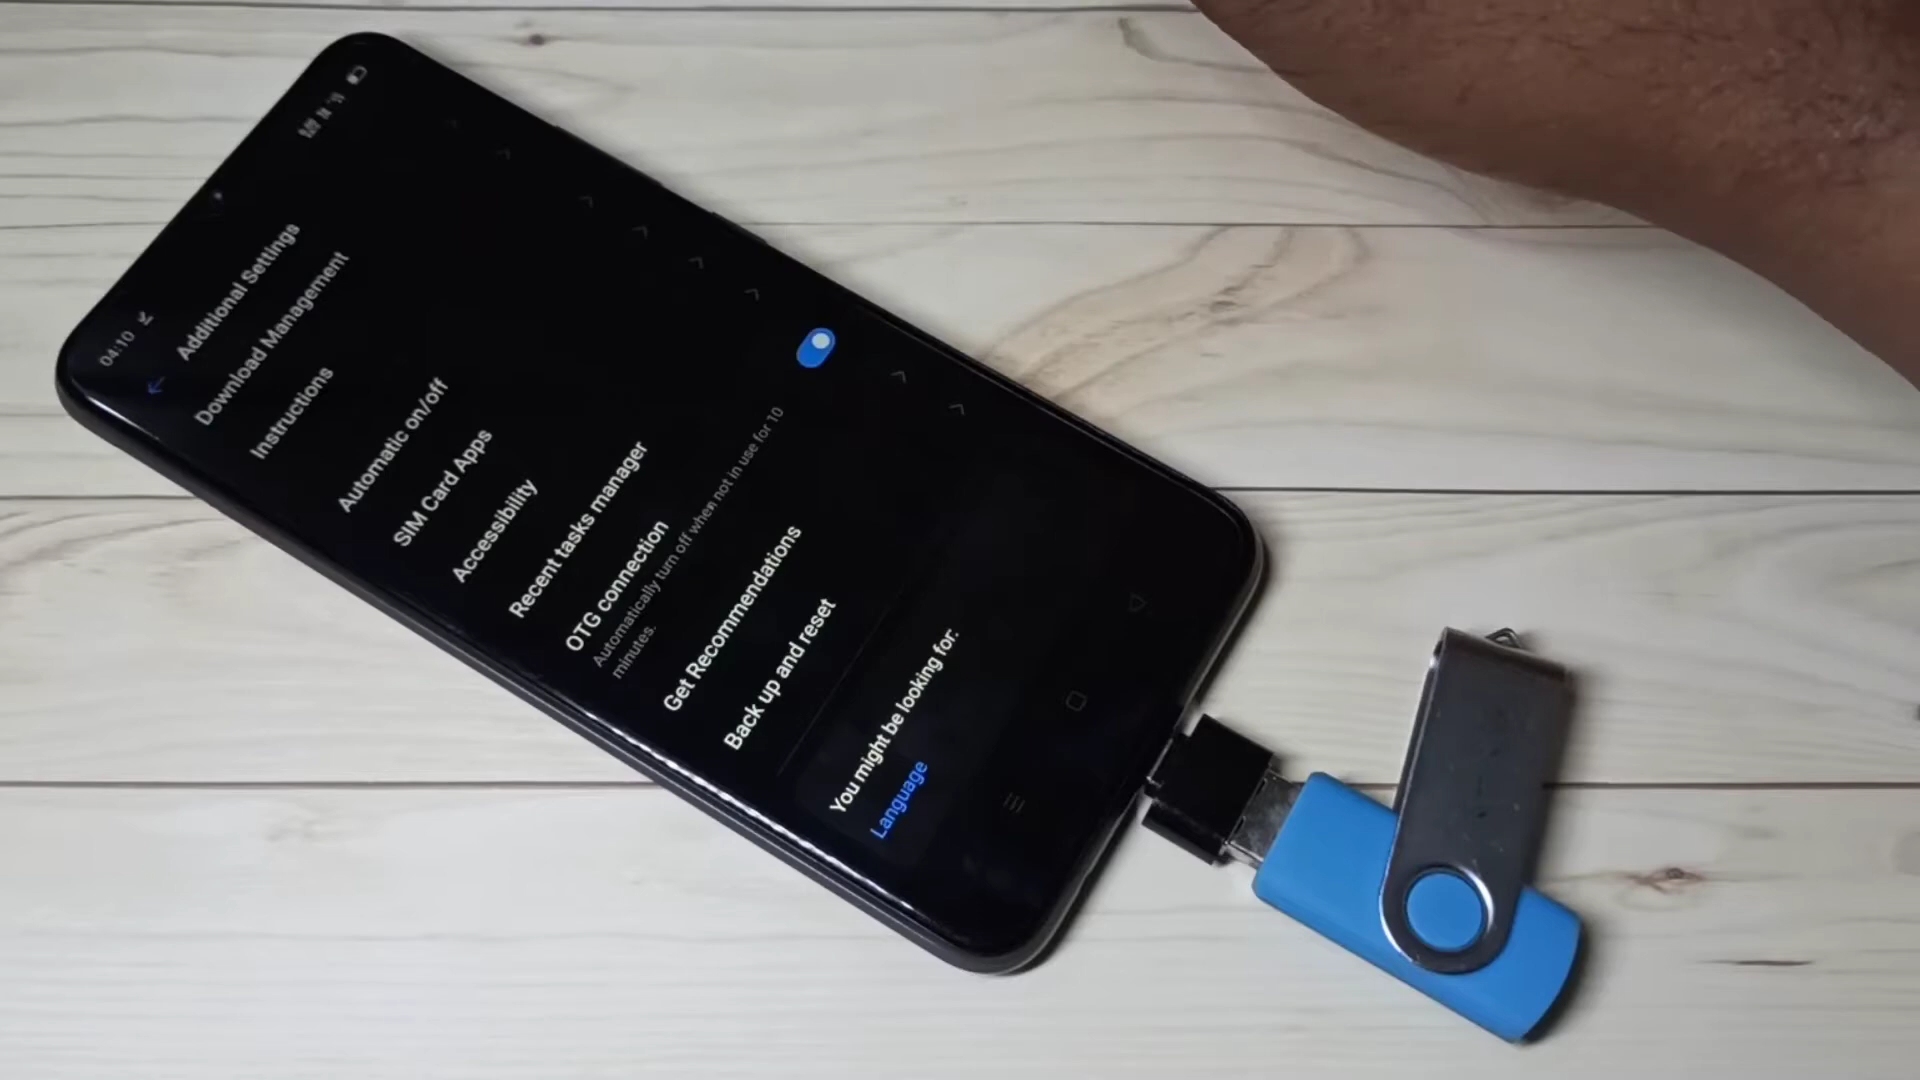 04:10
Additional Settings
Download Management
Instructions
Automatic on/off
SIM Card Apps
Accessibility
Recent tasks manager
OTG connection
Automatically turn off when not in use for 10
minutes.
Get Recommendations
Back up and reset
You might be looking for:
Language